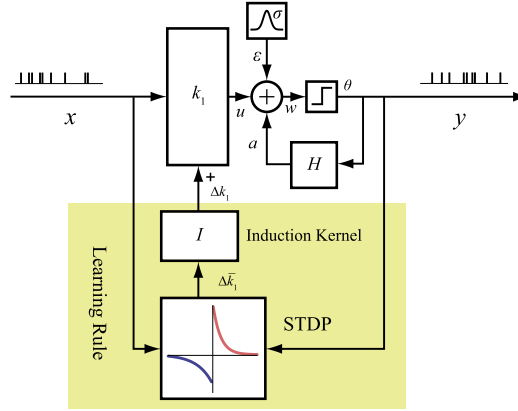 σ
ε
k₁
u
+
w
θ
x
y
a
H
+
Δk₁
I
Induction Kernel
Learning Rule
Δk̄₁
STDP